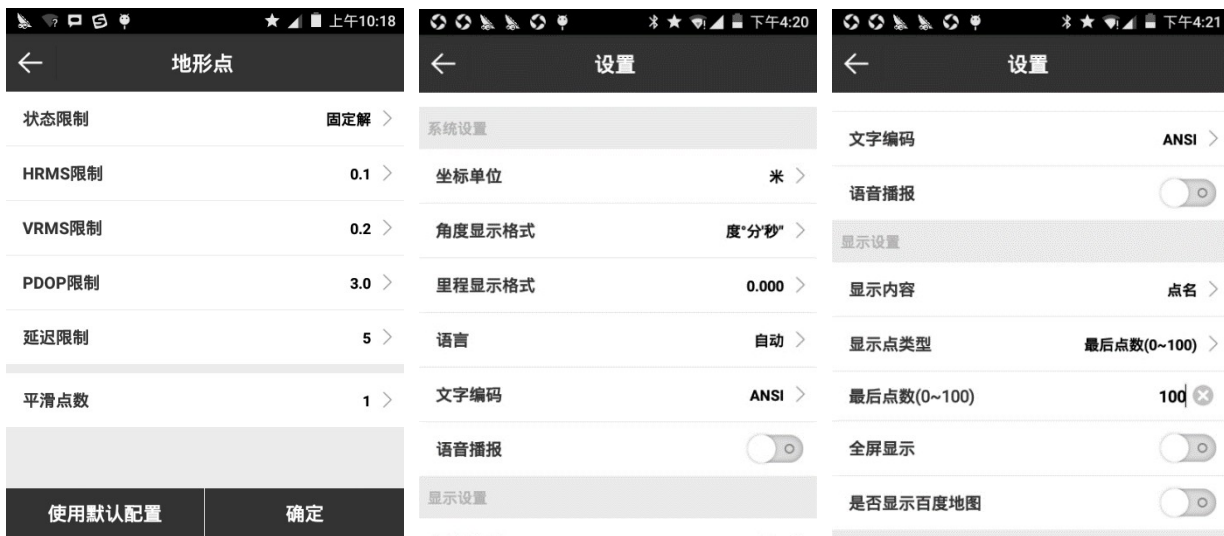 上午10:18
地形点
状态限制 固定解
HRMS限制 0.1
VRMS限制 0.2
PDOP限制 3.0
延迟限制 5
平滑点数 1
使用默认配置 确定
下午4:20
设置
系统设置
坐标单位 米
角度显示格式 度°分'秒"
里程显示格式 0.000
语言 自动
文字编码 ANSI
语音播报
显示设置
下午4:21
设置
文字编码 ANSI
语音播报
显示设置
显示内容 点名
显示点类型 最后点数(0~100)
最后点数(0~100) 100
全屏显示
是否显示百度地图